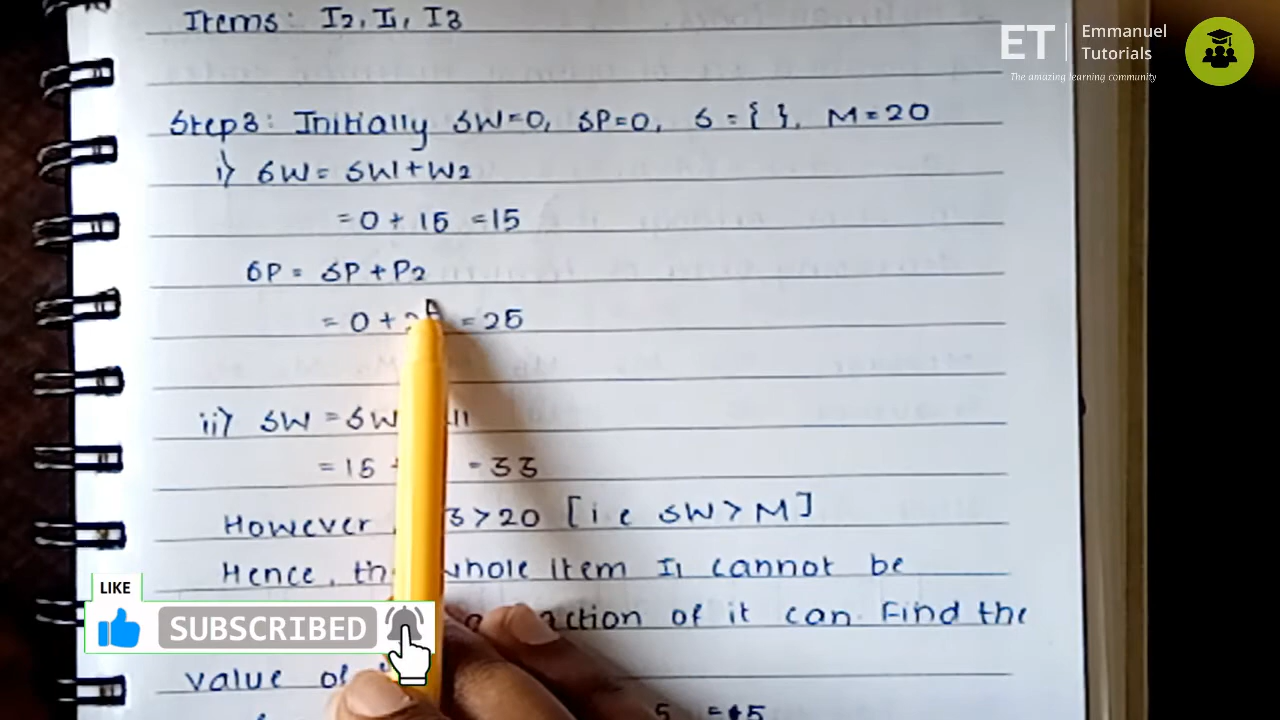 Items: I2, I1, I3
ET
Emmanuel
Tutorials
The amazing learning community
Step3: Initially SW=0, SP=0, S = { }, M=20
i) SW = SW+W2
= 0 + 15 =15
SP = SP + P2
= 0 + = 25
ii) SW = SW
= 15 = 33
However 3>20 [i.e SW>M]
Hence, whole item I1 cannot be
of it can. Find the
value of
LIKE
SUBSCRIBED